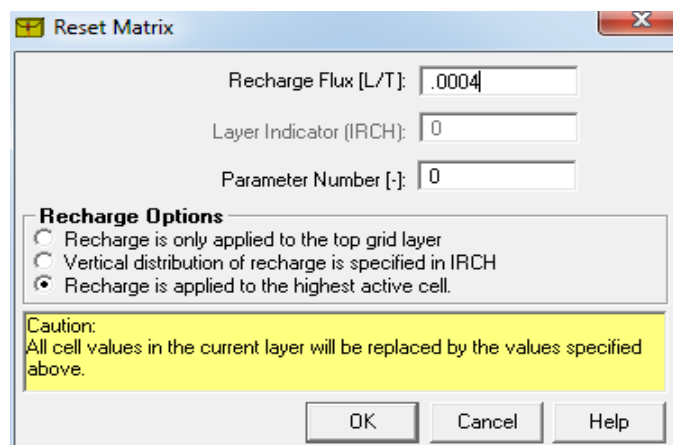 Reset Matrix
Recharge Flux [L/T]: .0004
Layer Indicator (IRCH): 0
Parameter Number [-]: 0
Recharge Options
Recharge is only applied to the top grid layer
Vertical distribution of recharge is specified in IRCH
Recharge is applied to the highest active cell.
Caution:
All cell values in the current layer will be replaced by the values specified
above.
OK Cancel Help